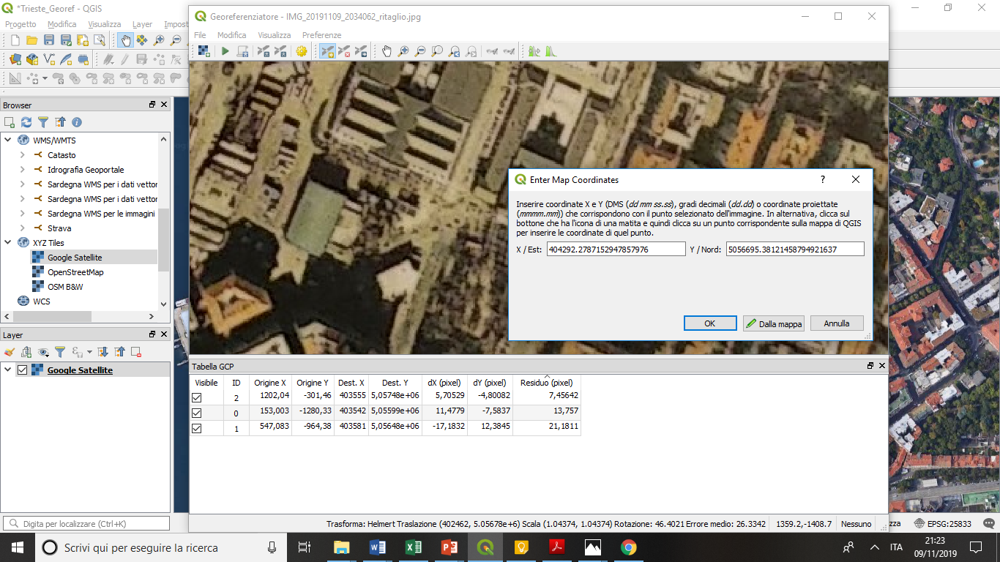 *Trieste_Georef - QGIS
Progetto Modifica Visualizza Layer Impost
Georeferenziatore - IMG_20191109_2034062_ritaglio.jpg
File Modifica Visualizza Preferenze
Browser
WMS/WMTS
Catasto
Idrografia Geoportale
Sardegna WMS per i dati vettor
Sardegna WMS per i dati vettor
Sardegna WMS per le immagini
Strava
XYZ Tiles
Google Satellite
OpenStreetMap
OSM B&W
WCS
Layer
Google Satellite
Digita per localizzare (Ctrl+K)
Enter Map Coordinates
Inserire coordinate X e Y (DMS (dd mm ss.ss), gradi decimali (dd.dd) o coordinate proiettate
(mmmm.mm)) che corrispondono con il punto selezionato dell'immagine. In alternativa, clicca sul
bottone che ha l'icona di una matita e quindi clicca su un punto corrispondente sulla mappa di QGIS
per inserire le coordinate di quel punto.
X / Est: 404292.2787152947857976 Y / Nord: 5056695.38121458794921637
OK Dalla mappa Annulla
Tabella GCP
Visibile ID Origine X Origine Y Dest. X Dest. Y dX (pixel) dY (pixel) Residuo (pixel)
2 1202,04 -301,46 403555 5,05748e+06 5,70529 -4,80082 7,45642
0 153,003 -1280,33 403542 5,05599e+06 11,4779 -7,5837 13,757
1 547,083 -964,38 403581 5,05648e+06 -17,1832 12,3845 21,1811
Trasforma: Helmert Traslazione (402462, 5.05678e+6) Scala (1.04374, 1.04374) Rotazione: 46.4021 Errore medio: 26.3342 1359.2,-1408.7 Nessuno
zza EPSG:25833
Scrivi qui per eseguire la ricerca
ITA
21:23
09/11/2019